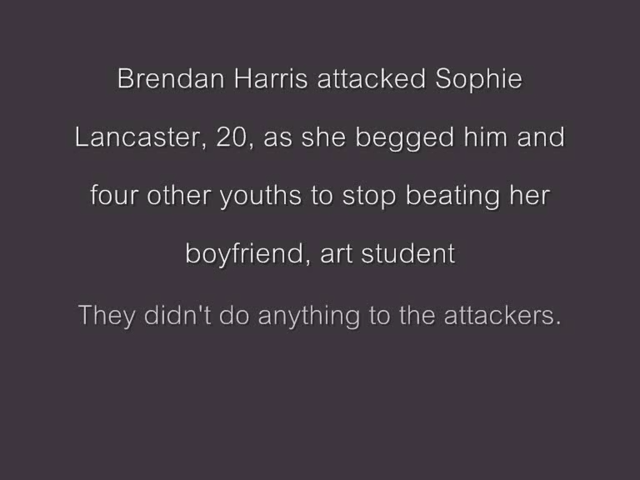 Brendan Harris attacked Sophie
Lancaster, 20, as she begged him and
four other youths to stop beating her
boyfriend, art student
They didn't do anything to the attackers.